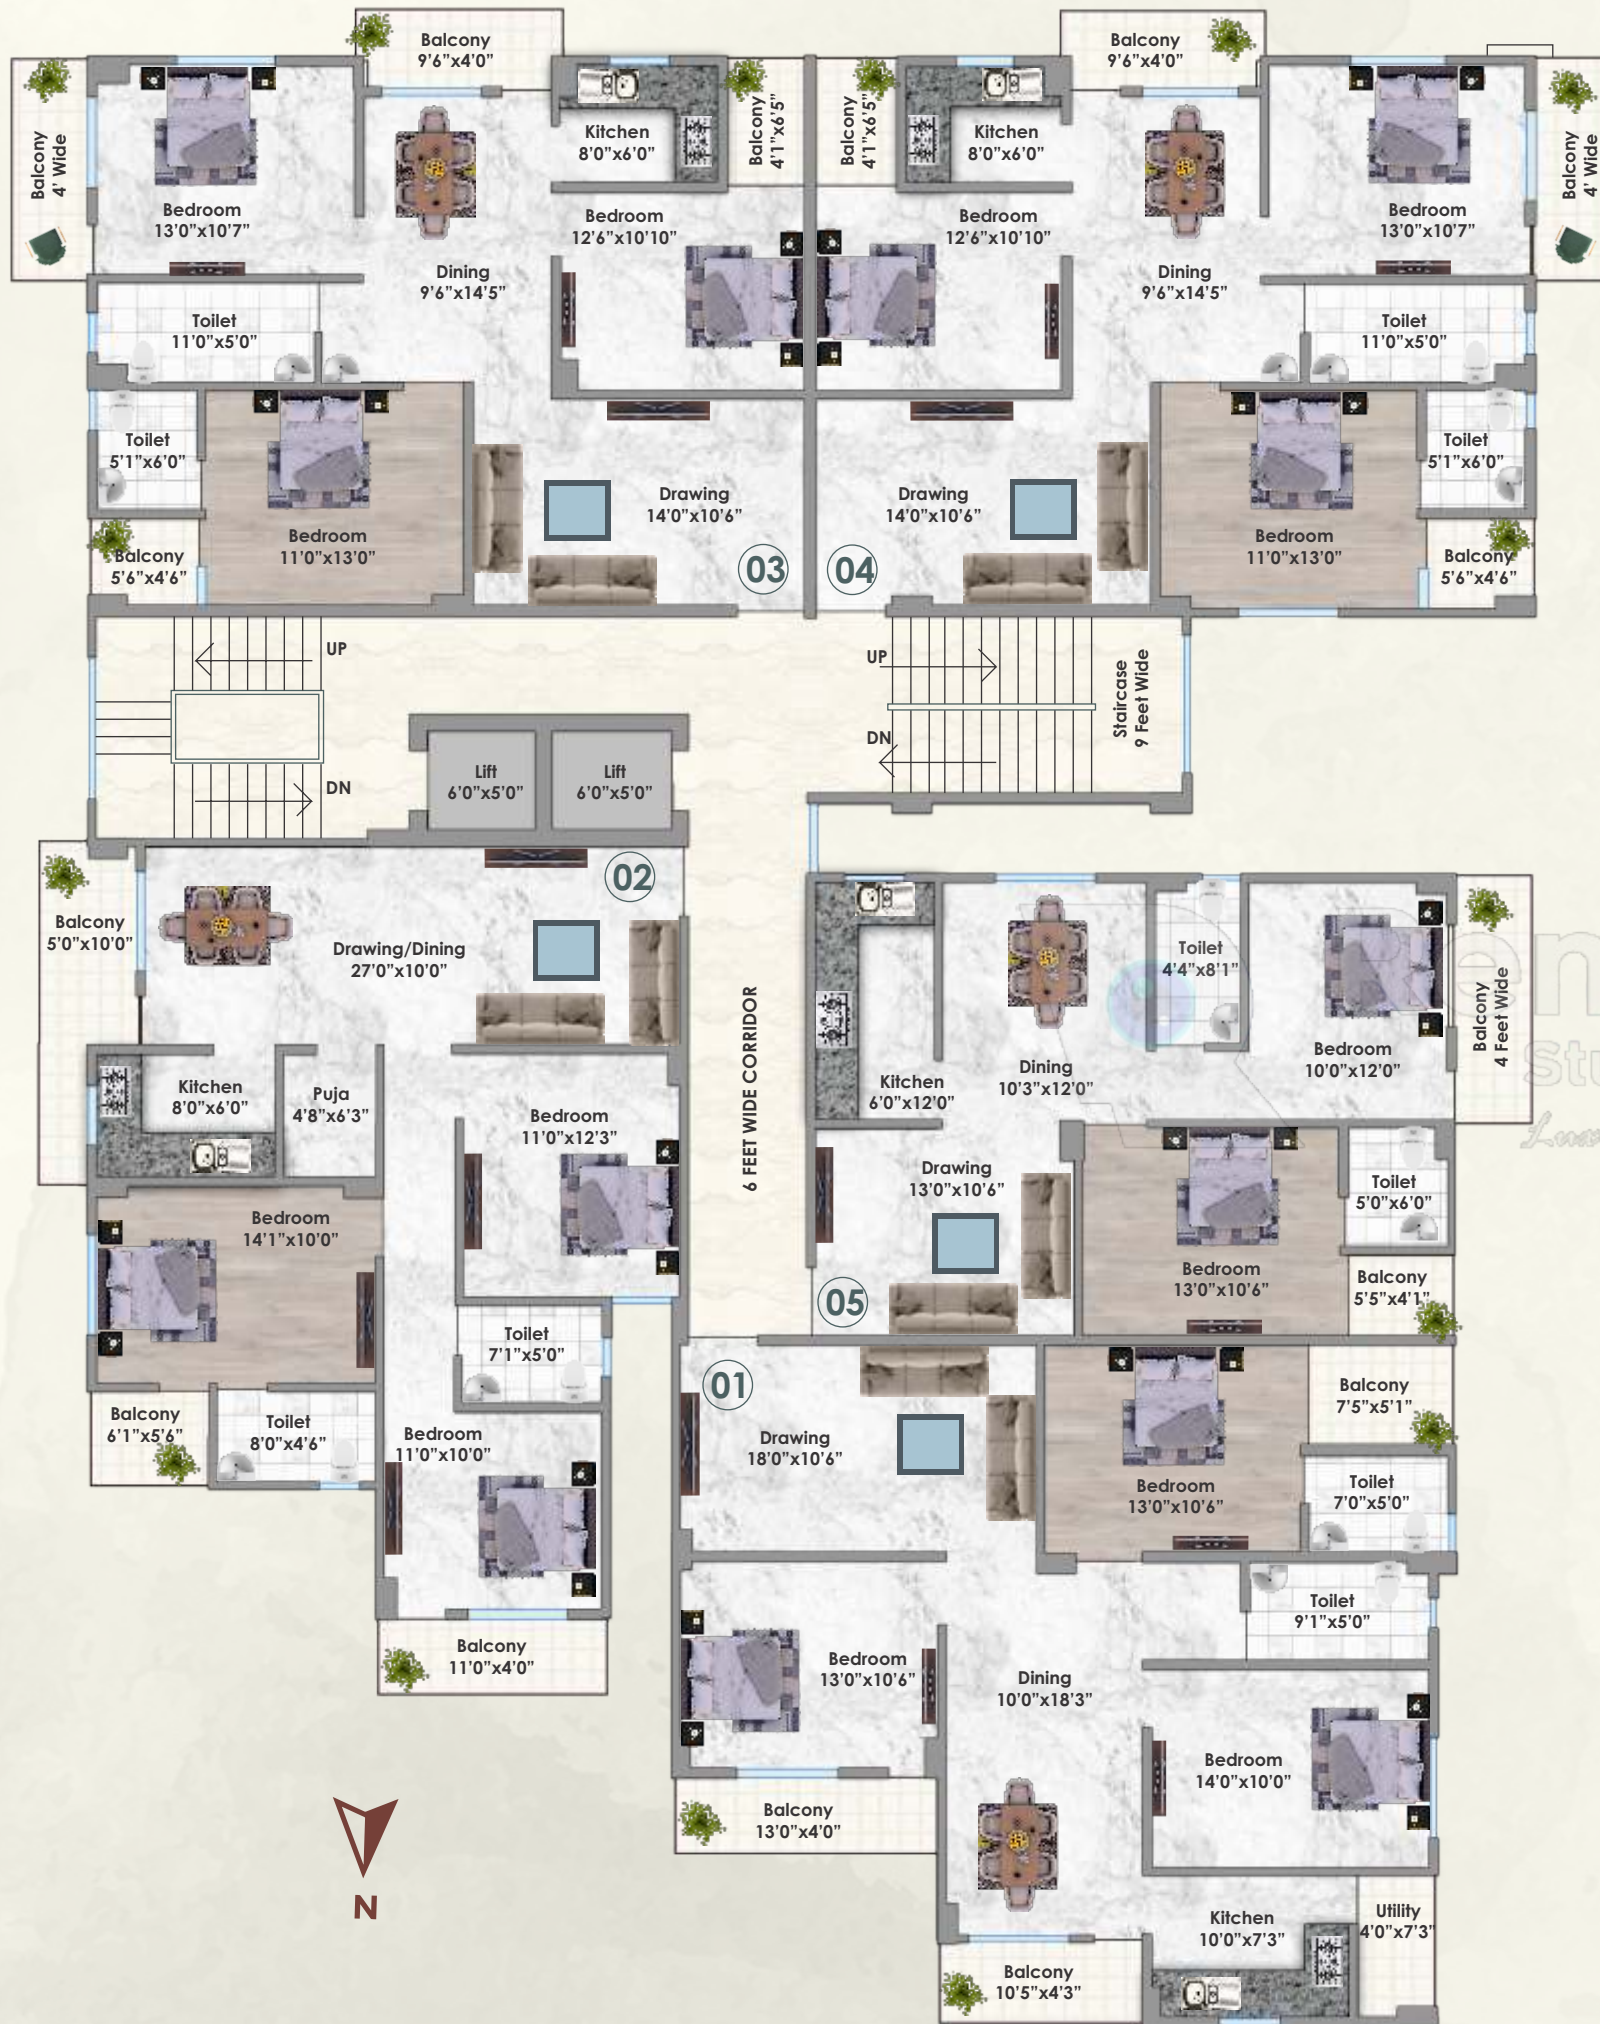 Balcony
9'6"x4'0"
Balcony
9'6"x4'0"
Balcony
4' Wide
Bedroom
13'0"x10'7"
Kitchen
8'0"x6'0"
Balcony
4'1"x6'5"
Balcony
4'1"x6'5"
Kitchen
8'0"x6'0"
Bedroom
13'0"x10'7"
Balcony
4' Wide
Dining
9'6"x14'5"
Bedroom
12'6"x10'10"
Bedroom
12'6"x10'10"
Dining
9'6"x14'5"
Toilet
11'0"x5'0"
Toilet
11'0"x5'0"
Toilet
5'1"x6'0"
Bedroom
11'0"x13'0"
Drawing
14'0"x10'6"
03
Drawing
14'0"x10'6"
04
Bedroom
11'0"x13'0"
Toilet
5'1"x6'0"
Balcony
5'6"x4'6"
Balcony
5'6"x4'6"
UP
DN
UP
DN
Staircase
9 Feet Wide
Lift
6'0"x5'0"
Lift
6'0"x5'0"
02
Balcony
5'0"x10'0"
Drawing/Dining
27'0"x10'0"
6 FEET WIDE CORRIDOR
Toilet
4'4"x8'1"
Balcony
4 Feet Wide
Kitchen
8'0"x6'0"
Puja
4'8"x6'3"
Bedroom
11'0"x12'3"
Kitchen
6'0"x12'0"
Dining
10'3"x12'0"
Bedroom
10'0"x12'0"
Bedroom
14'1"x10'0"
Drawing
13'0"x10'6"
05
Bedroom
13'0"x10'6"
Toilet
5'0"x6'0"
Balcony
5'5"x4'1"
Toilet
7'1"x5'0"
Balcony
6'1"x5'6"
Toilet
8'0"x4'6"
Bedroom
11'0"x10'0"
Balcony
11'0"x4'0"
01
Drawing
18'0"x10'6"
Bedroom
13'0"x10'6"
Balcony
7'5"x5'1"
Toilet
7'0"x5'0"
Toilet
9'1"x5'0"
Bedroom
13'0"x10'6"
Dining
10'0"x18'3"
Bedroom
14'0"x10'0"
Balcony
13'0"x4'0"
Kitchen
10'0"x7'3"
Utility
4'0"x7'3"
Balcony
10'5"x4'3"
N